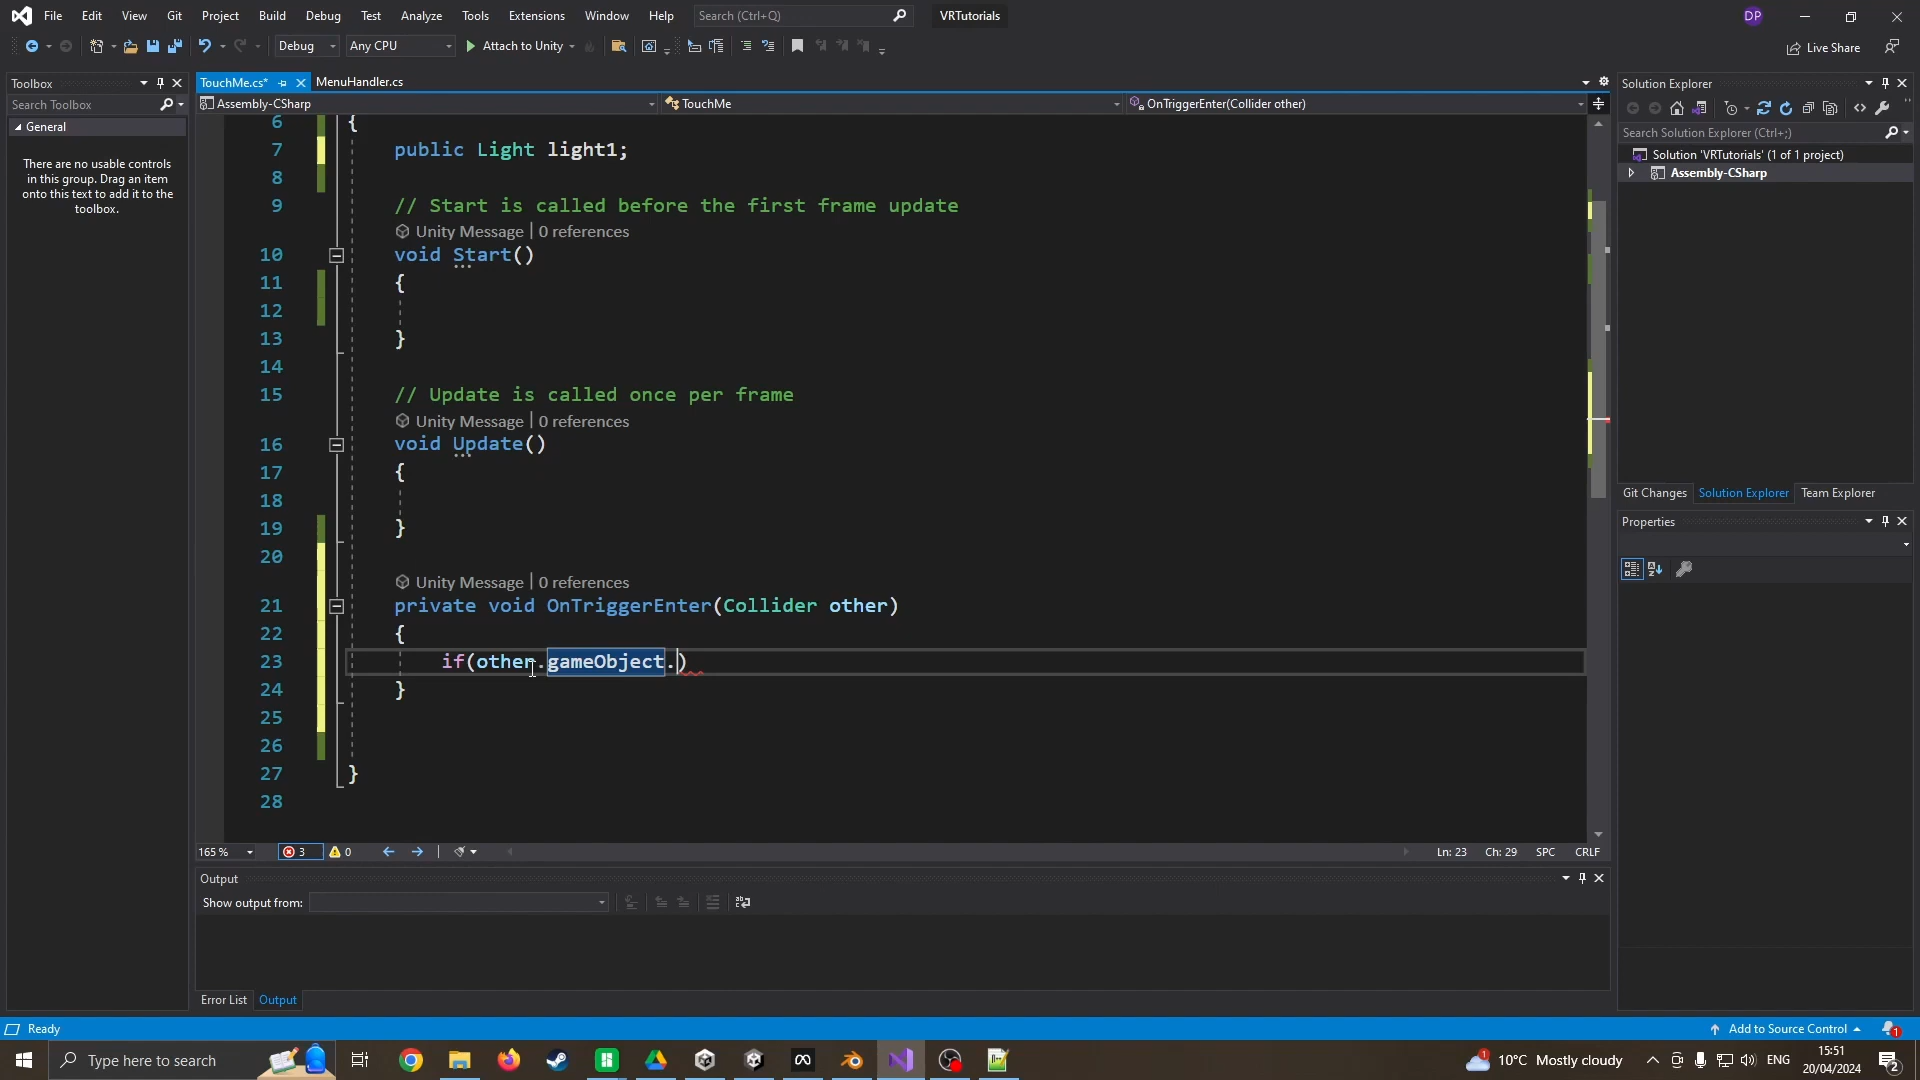 File Edit View Git Project Build Debug Test Analyze Tools Extensions Window Help Search (Ctrl+Q) VRTutorials DP
Debug Any CPU Attach to Unity Live Share
Toolbox
Search Toolbox
General
There are no usable controls
in this group. Drag an item
onto this text to add it to the
toolbox.
TouchMe.cs* MenuHandler.cs
Assembly-CSharp TouchMe OnTriggerEnter(Collider other)
6 {
7 public Light light1;
8
9 // Start is called before the first frame update
Unity Message | 0 references
10 void Start()
11 {
12
13 }
14
15 // Update is called once per frame
Unity Message | 0 references
16 void Update()
17 {
18
19 }
20
Unity Message | 0 references
21 private void OnTriggerEnter(Collider other)
22 {
23 if(other.gameObject.)
24 }
25
26
27 }
28
165 % 3 0 Ln: 23 Ch: 29 SPC CRLF
Output
Show output from:
Error List Output
Solution Explorer
Search Solution Explorer (Ctrl+;)
Solution 'VRTutorials' (1 of 1 project)
Assembly-CSharp
Git Changes Solution Explorer Team Explorer
Properties
Ready Add to Source Control 1
Type here to search 1 10°C Mostly cloudy ENG 15:51
20/04/2024 2